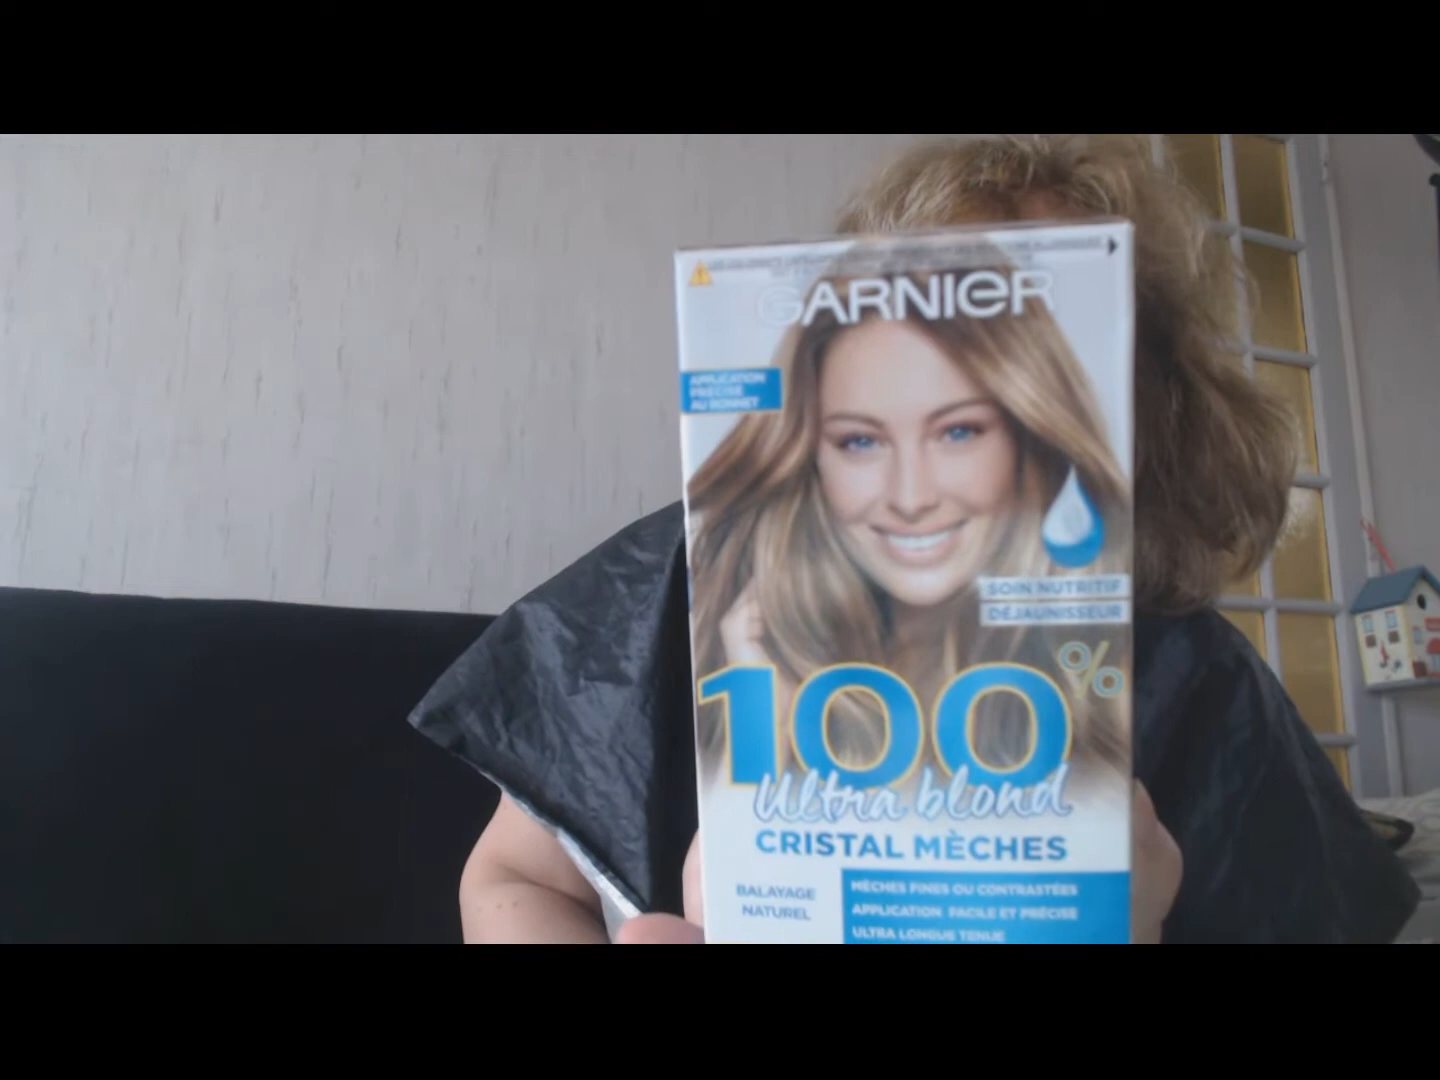 GARNIER
APPLICATION
PRÉCISE
AU BONNET
SOIN NUTRITIF
DÉJAUNISSEUR
100%
Ultra blond
CRISTAL MÈCHES
BALAYAGE
NATUREL
MÈCHES FINES OU CONTRASTÉES
APPLICATION FACILE ET PRÉCISE
ULTRA LONGUE TENUE